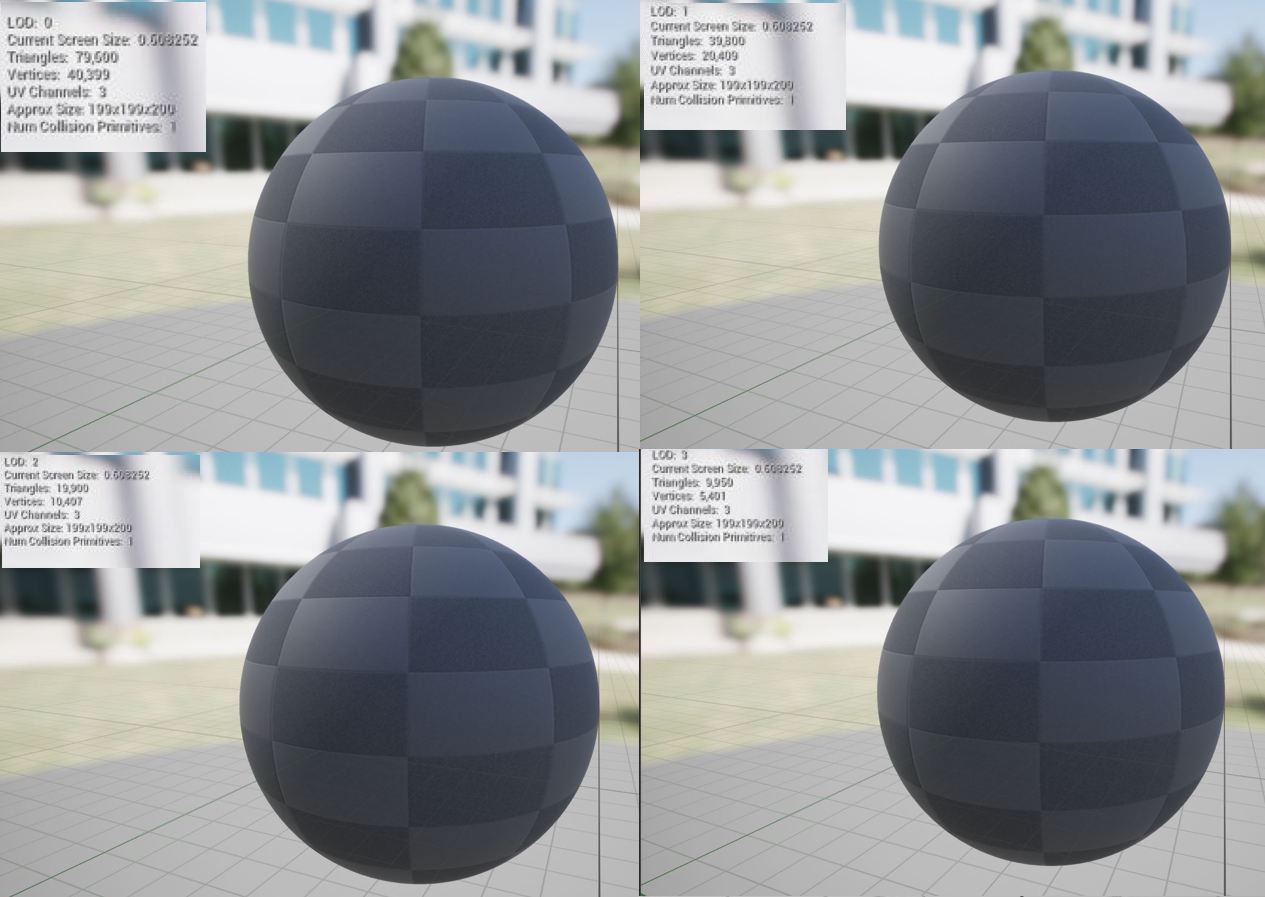 LOD: 0
Current Screen Size: 0.608252
Triangles: 79,600
Vertices: 40,399
UV Channels: 3
Approx Size: 199x199x200
Num Collision Primitives: 1
LOD: 1
Current Screen Size: 0.608252
Triangles: 39,800
Vertices: 20,409
UV Channels: 3
Approx Size: 199x199x200
Num Collision Primitives: 1
LOD: 2
Current Screen Size: 0.608252
Triangles: 19,900
Vertices: 10,407
UV Channels: 3
Approx Size: 199x199x200
Num Collision Primitives: 1
LOD: 3
Current Screen Size: 0.608252
Triangles: 9,950
Vertices: 5,401
UV Channels: 3
Approx Size: 199x199x200
Num Collision Primitives: 1